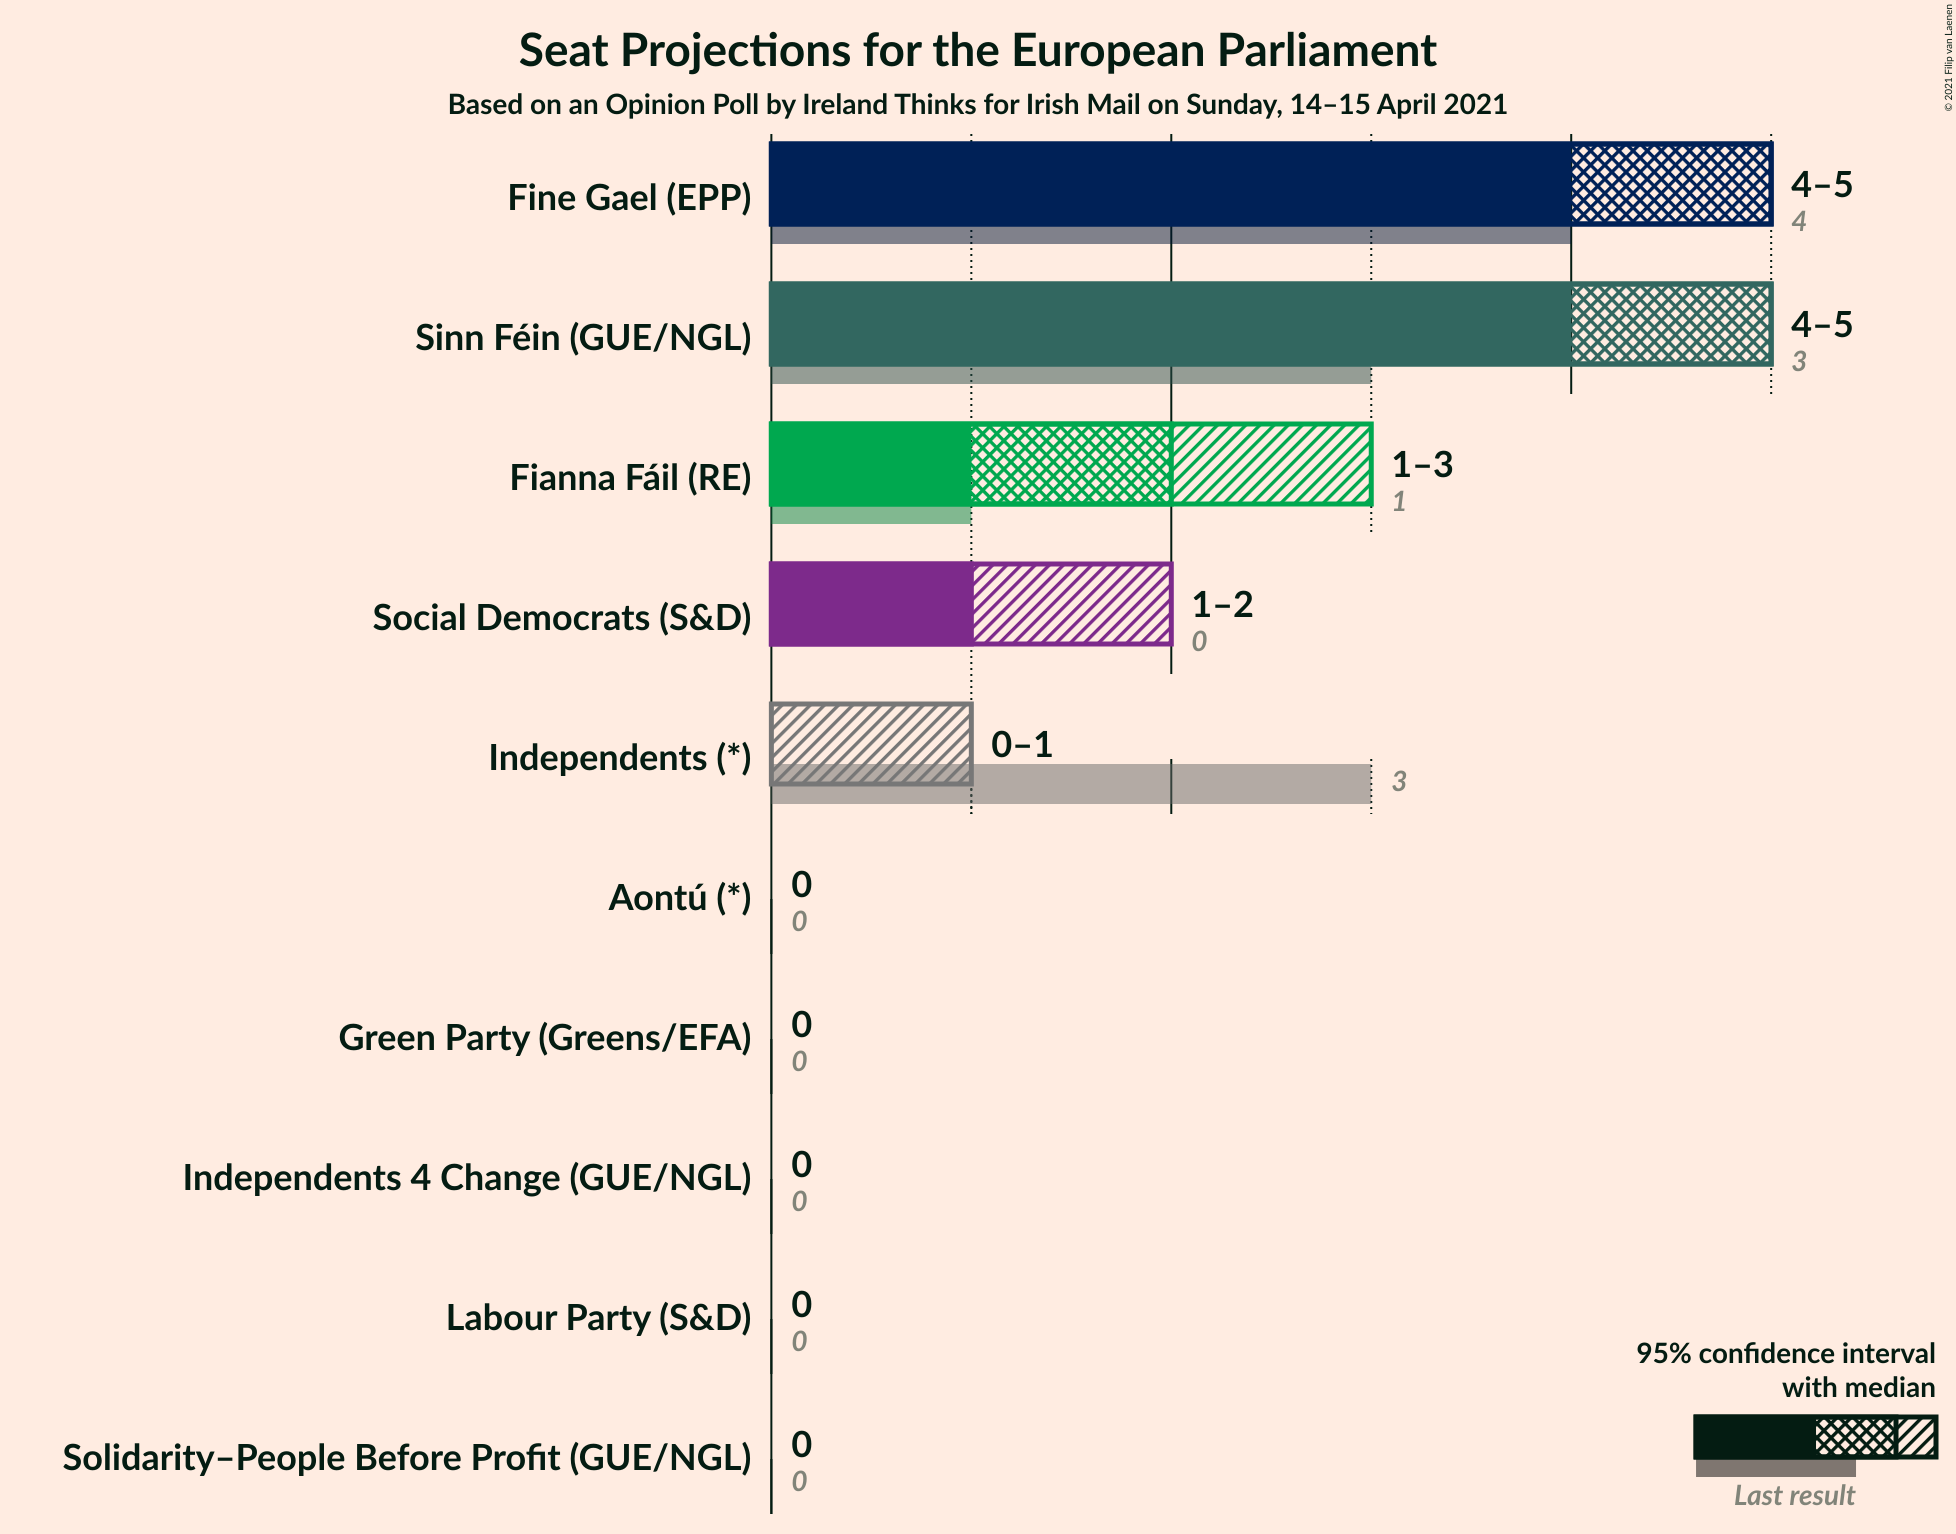 Seat Projections for the European Parliament
Based on an Opinion Poll by Ireland Thinks for Irish Mail on Sunday, 14–15 April 2021
© 2021 Filip van Laenen
Fine Gael (EPP)
4–5
4
Sinn Féin (GUE/NGL)
4–5
3
Fianna Fáil (RE)
1–3
1
Social Democrats (S&D)
1–2
0
Independents (*)
0–1
3
Aontú (*)
0
0
Green Party (Greens/EFA)
0
0
Independents 4 Change (GUE/NGL)
0
0
Labour Party (S&D)
0
0
Solidarity–People Before Profit (GUE/NGL)
0
0
95% confidence interval
with median
Last result